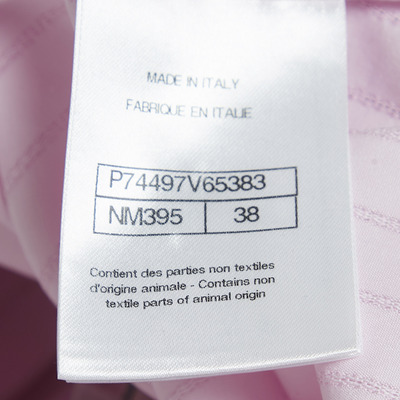 MADE IN ITALY
FABRIQUE EN ITALIE
P74497V65383
NM395 38
Contient des parties non textiles
d'origine animale - Contains non
textile parts of animal origin